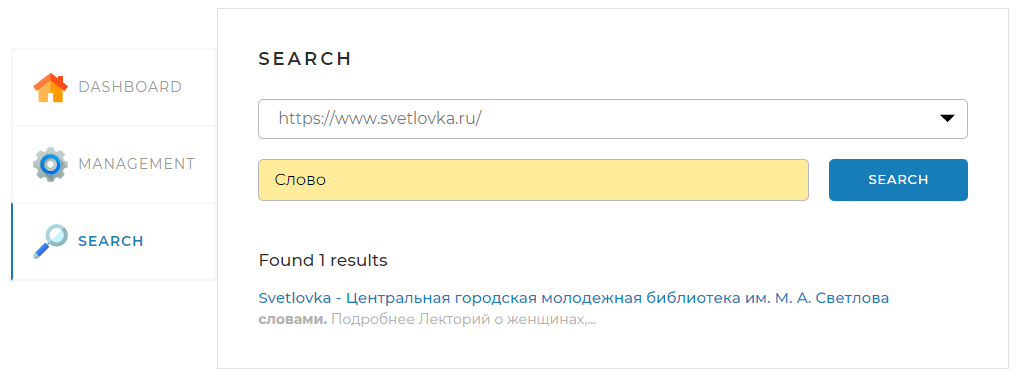 DASHBOARD
MANAGEMENT
SEARCH
SEARCH
https://www.svetlovka.ru/
Слово
SEARCH
Found 1 results
Svetlovka - Центральная городская молодежная библиотека им. М. А. Светлова
словами. Подробнее Лекторий о женщинах,...